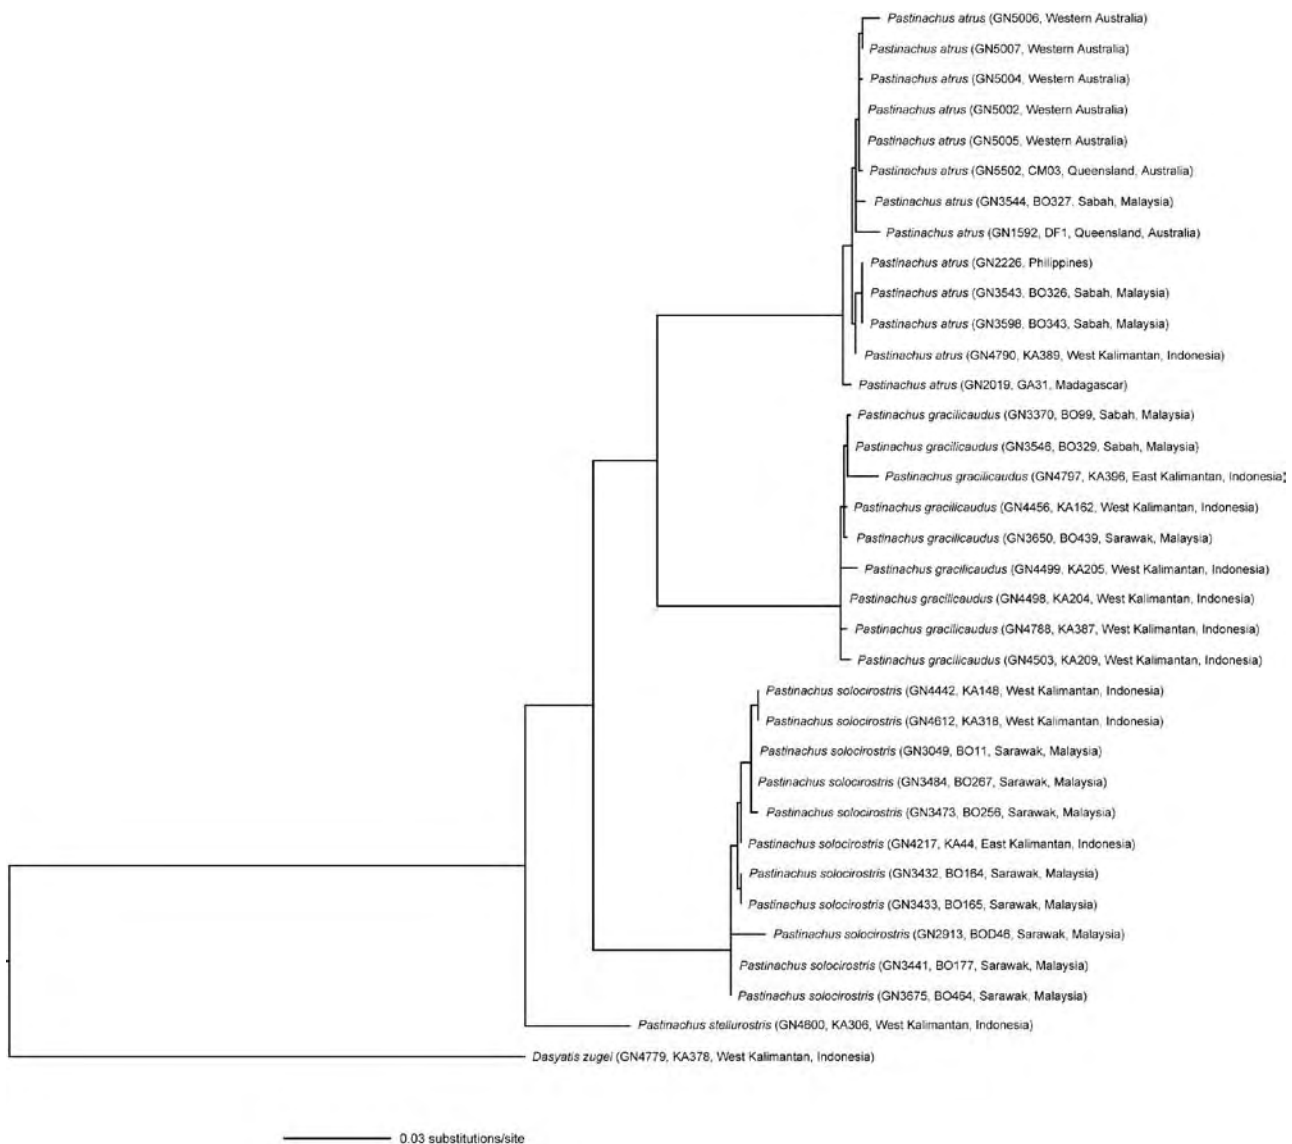 Pastinachus atrus (GN5006, Western Australia)
Pastinachus atrus (GN5007, Western Australia)
Pastinachus atrus (GN5004, Western Australia)
Pastinachus atrus (GN5002, Western Australia)
Pastinachus atrus (GN5005, Western Australia)
Pastinachus atrus (GN5502, CM03, Queensland, Australia)
Pastinachus atrus (GN3544, BO327, Sabah, Malaysia)
Pastinachus atrus (GN1592, DF1, Queensland, Australia)
Pastinachus atrus (GN2226, Philippines)
Pastinachus atrus (GN3543, BO326, Sabah, Malaysia)
Pastinachus atrus (GN3598, BO343, Sabah, Malaysia)
Pastinachus atrus (GN4790, KA389, West Kalimantan, Indonesia)
Pastinachus atrus (GN2019, GA31, Madagascar)
Pastinachus gracilicaudus (GN3370, BO99, Sabah, Malaysia)
Pastinachus gracilicaudus (GN3546, BO329, Sabah, Malaysia)
Pastinachus gracilicaudus (GN4797, KA396, East Kalimantan, Indonesia)
Pastinachus gracilicaudus (GN4456, KA162, West Kalimantan, Indonesia)
Pastinachus gracilicaudus (GN3650, BO439, Sarawak, Malaysia)
Pastinachus gracilicaudus (GN4499, KA205, West Kalimantan, Indonesia)
Pastinachus gracilicaudus (GN4498, KA204, West Kalimantan, Indonesia)
Pastinachus gracilicaudus (GN4788, KA387, West Kalimantan, Indonesia)
Pastinachus gracilicaudus (GN4503, KA209, West Kalimantan, Indonesia)
Pastinachus solocirostris (GN4442, KA148, West Kalimantan, Indonesia)
Pastinachus solocirostris (GN4612, KA318, West Kalimantan, Indonesia)
Pastinachus solocirostris (GN3049, BO11, Sarawak, Malaysia)
Pastinachus solocirostris (GN3484, BO267, Sarawak, Malaysia)
Pastinachus solocirostris (GN3473, BO256, Sarawak, Malaysia)
Pastinachus solocirostris (GN4217, KA44, East Kalimantan, Indonesia)
Pastinachus solocirostris (GN3432, BO164, Sarawak, Malaysia)
Pastinachus solocirostris (GN3433, BO165, Sarawak, Malaysia)
Pastinachus solocirostris (GN2913, BOD46, Sarawak, Malaysia)
Pastinachus solocirostris (GN3441, BO177, Sarawak, Malaysia)
Pastinachus solocirostris (GN3675, BO464, Sarawak, Malaysia)
Pastinachus stellurostris (GN4600, KA306, West Kalimantan, Indonesia)
Dasyatis zugei (GN4779, KA378, West Kalimantan, Indonesia)
0.03 substitutions/site